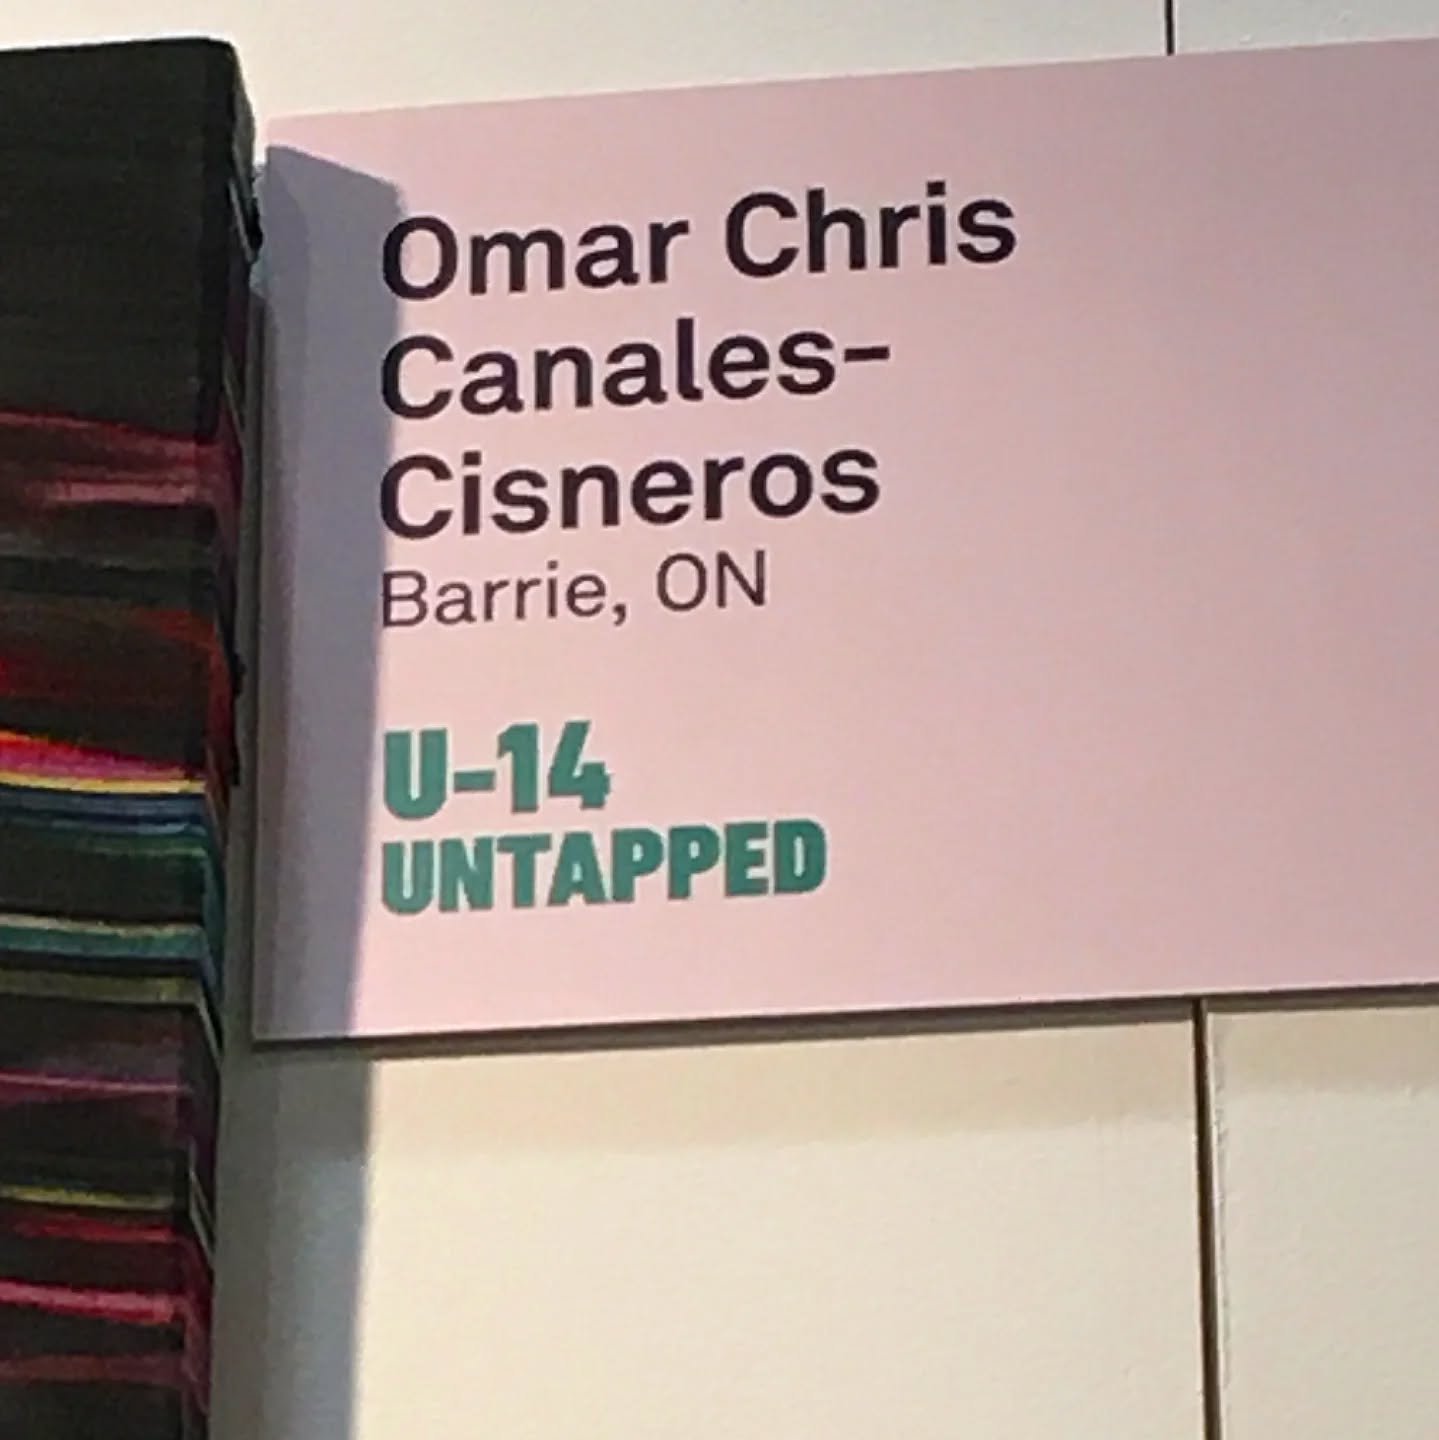 Omar Chris
Canales-
Cisneros
Barrie, ON
U-14
UNTAPPED